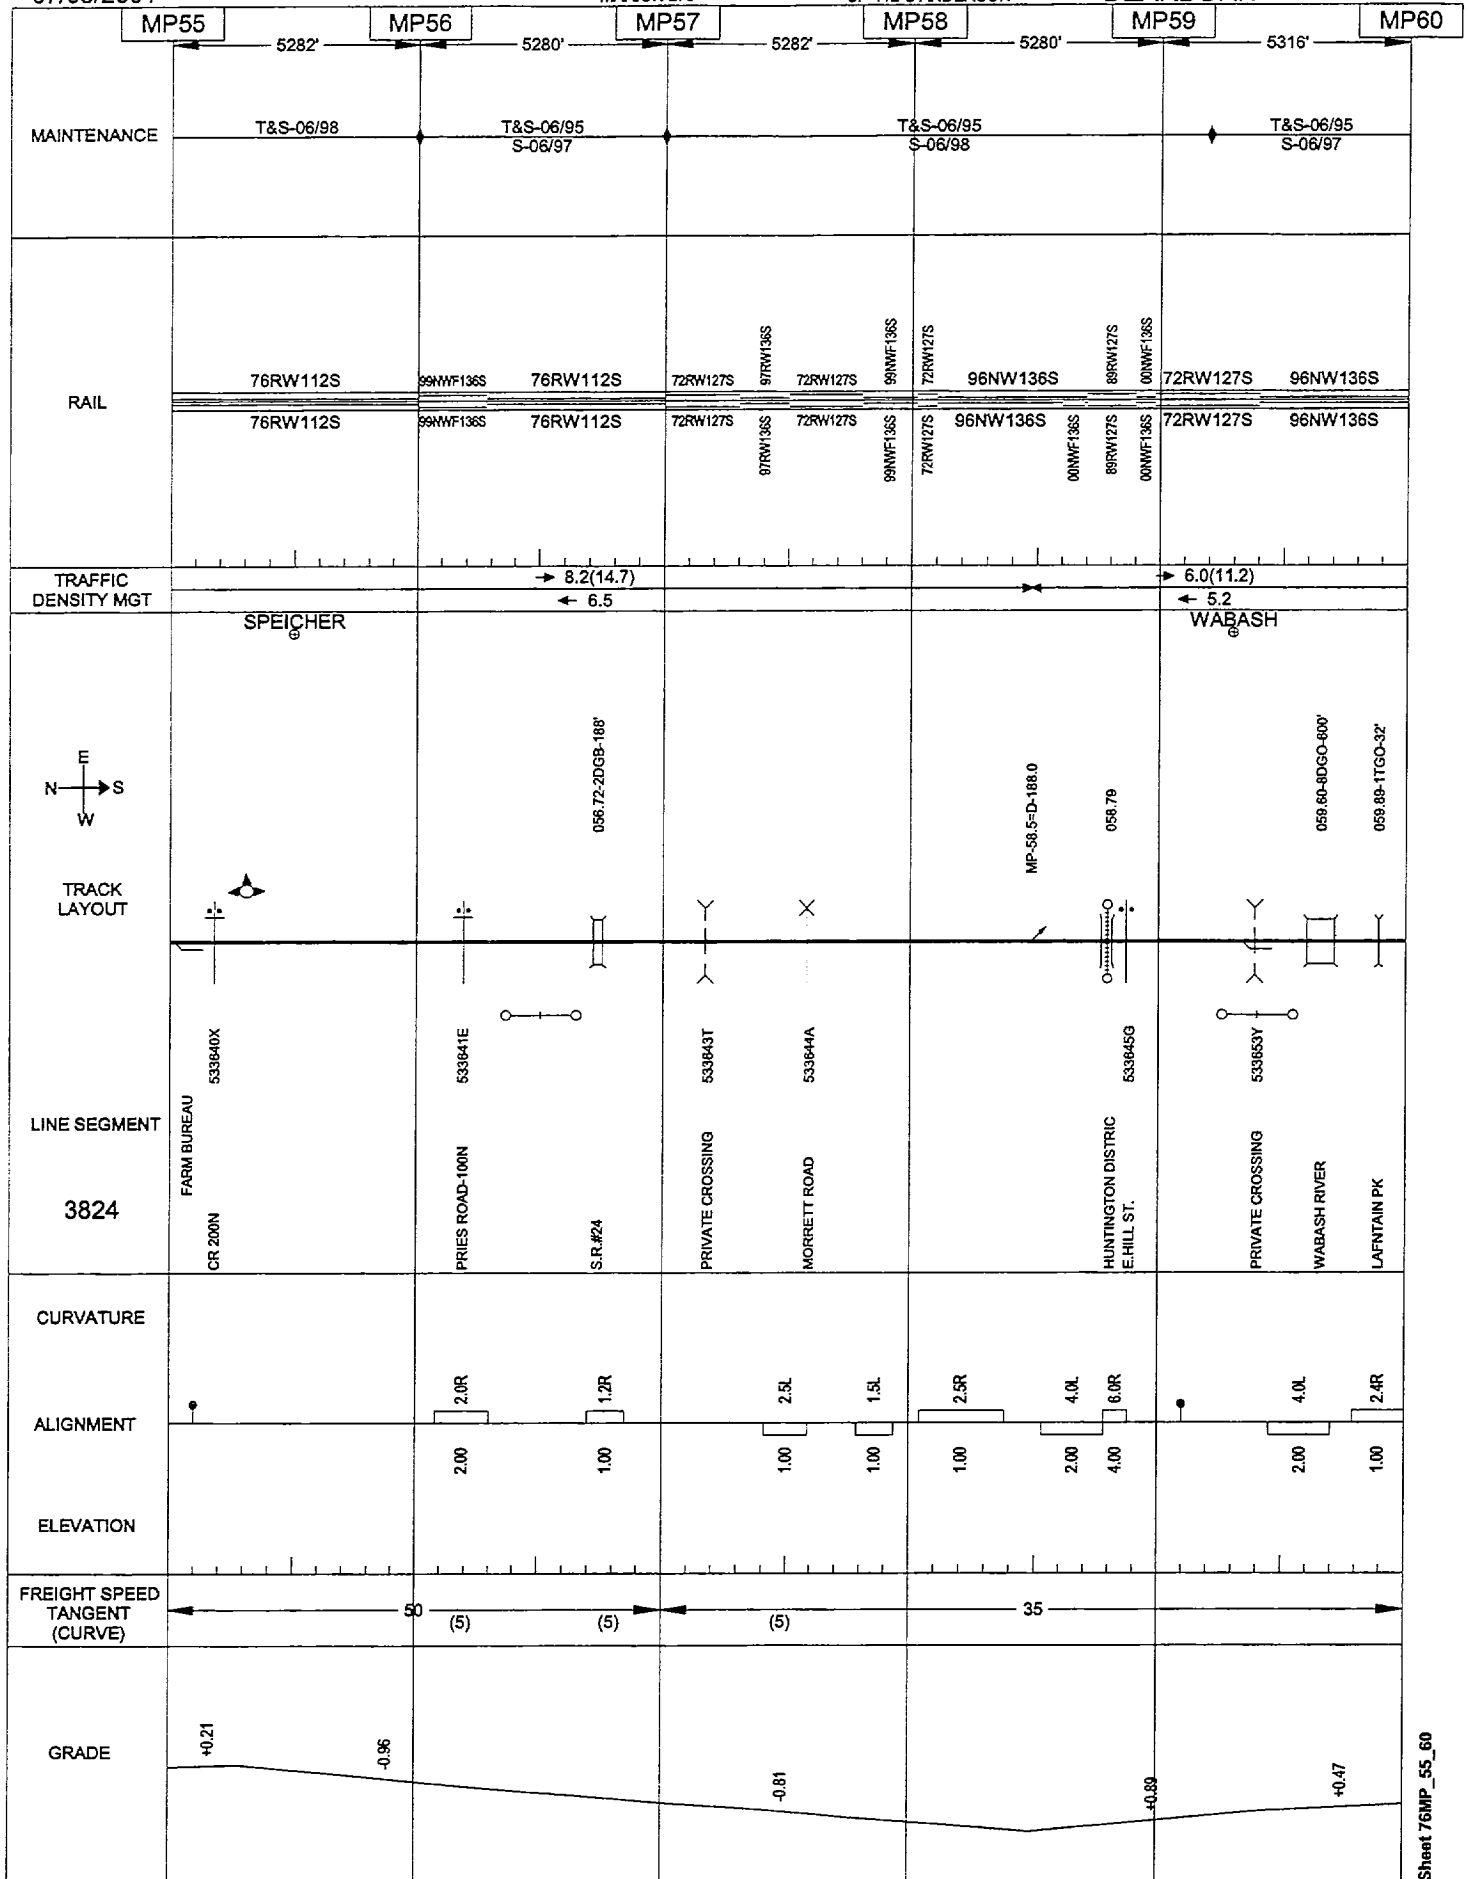 MP55 MP56 MP57 MP58 MP59 MP60
5282' 5280' 5282' 5280' 5316'
MAINTENANCE
T&S-06/98 T&S-06/95 T&S-06/95 T&S-06/95
S-06/97 S-06/98 S-06/97
RAIL
76RW112S 99NWF136S 76RW112S 72RW127S 97RW136S 72RW127S 99NWF136S 72RW127S 96NW136S 89RW127S 00NWF136S 72RW127S 96NW136S
76RW112S 99NWF136S 76RW112S 72RW127S 97RW136S 72RW127S 99NWF136S 72RW127S 96NW136S 00NWF136S 89RW127S 00NWF136S 72RW127S 96NW136S
TRAFFIC
DENSITY MGT
8.2(14.7) 6.0(11.2)
6.5 5.2
SPEICHER WABASH
E
N S
W
056.72-2DGB-188'
MP-58.5=D-188.0
058.79
059.60-8DGO-600'
059.89-1TGO-32'
TRACK
LAYOUT
533640X
533641E
533643T
533644A
533645G
533653Y
LINE SEGMENT
3824
FARM BUREAU
CR 200N
PRIES ROAD-100N
S.R.#24
PRIVATE CROSSING
MORRETT ROAD
HUNTINGTON DISTRIC
E.HILL ST.
PRIVATE CROSSING
WABASH RIVER
LAFNTAIN PK
CURVATURE
2.0R 1.2R 2.5L 1.5L 2.5R 4.0L 6.0R 4.0L 2.4R
ALIGNMENT
2.00 1.00 1.00 1.00 1.00 2.00 4.00 2.00 1.00
ELEVATION
FREIGHT SPEED
TANGENT
(CURVE)
50 35
(5) (5) (5)
GRADE
+0.21 -0.96 -0.81 +0.89 +0.47
Sheet 76MP_55_60